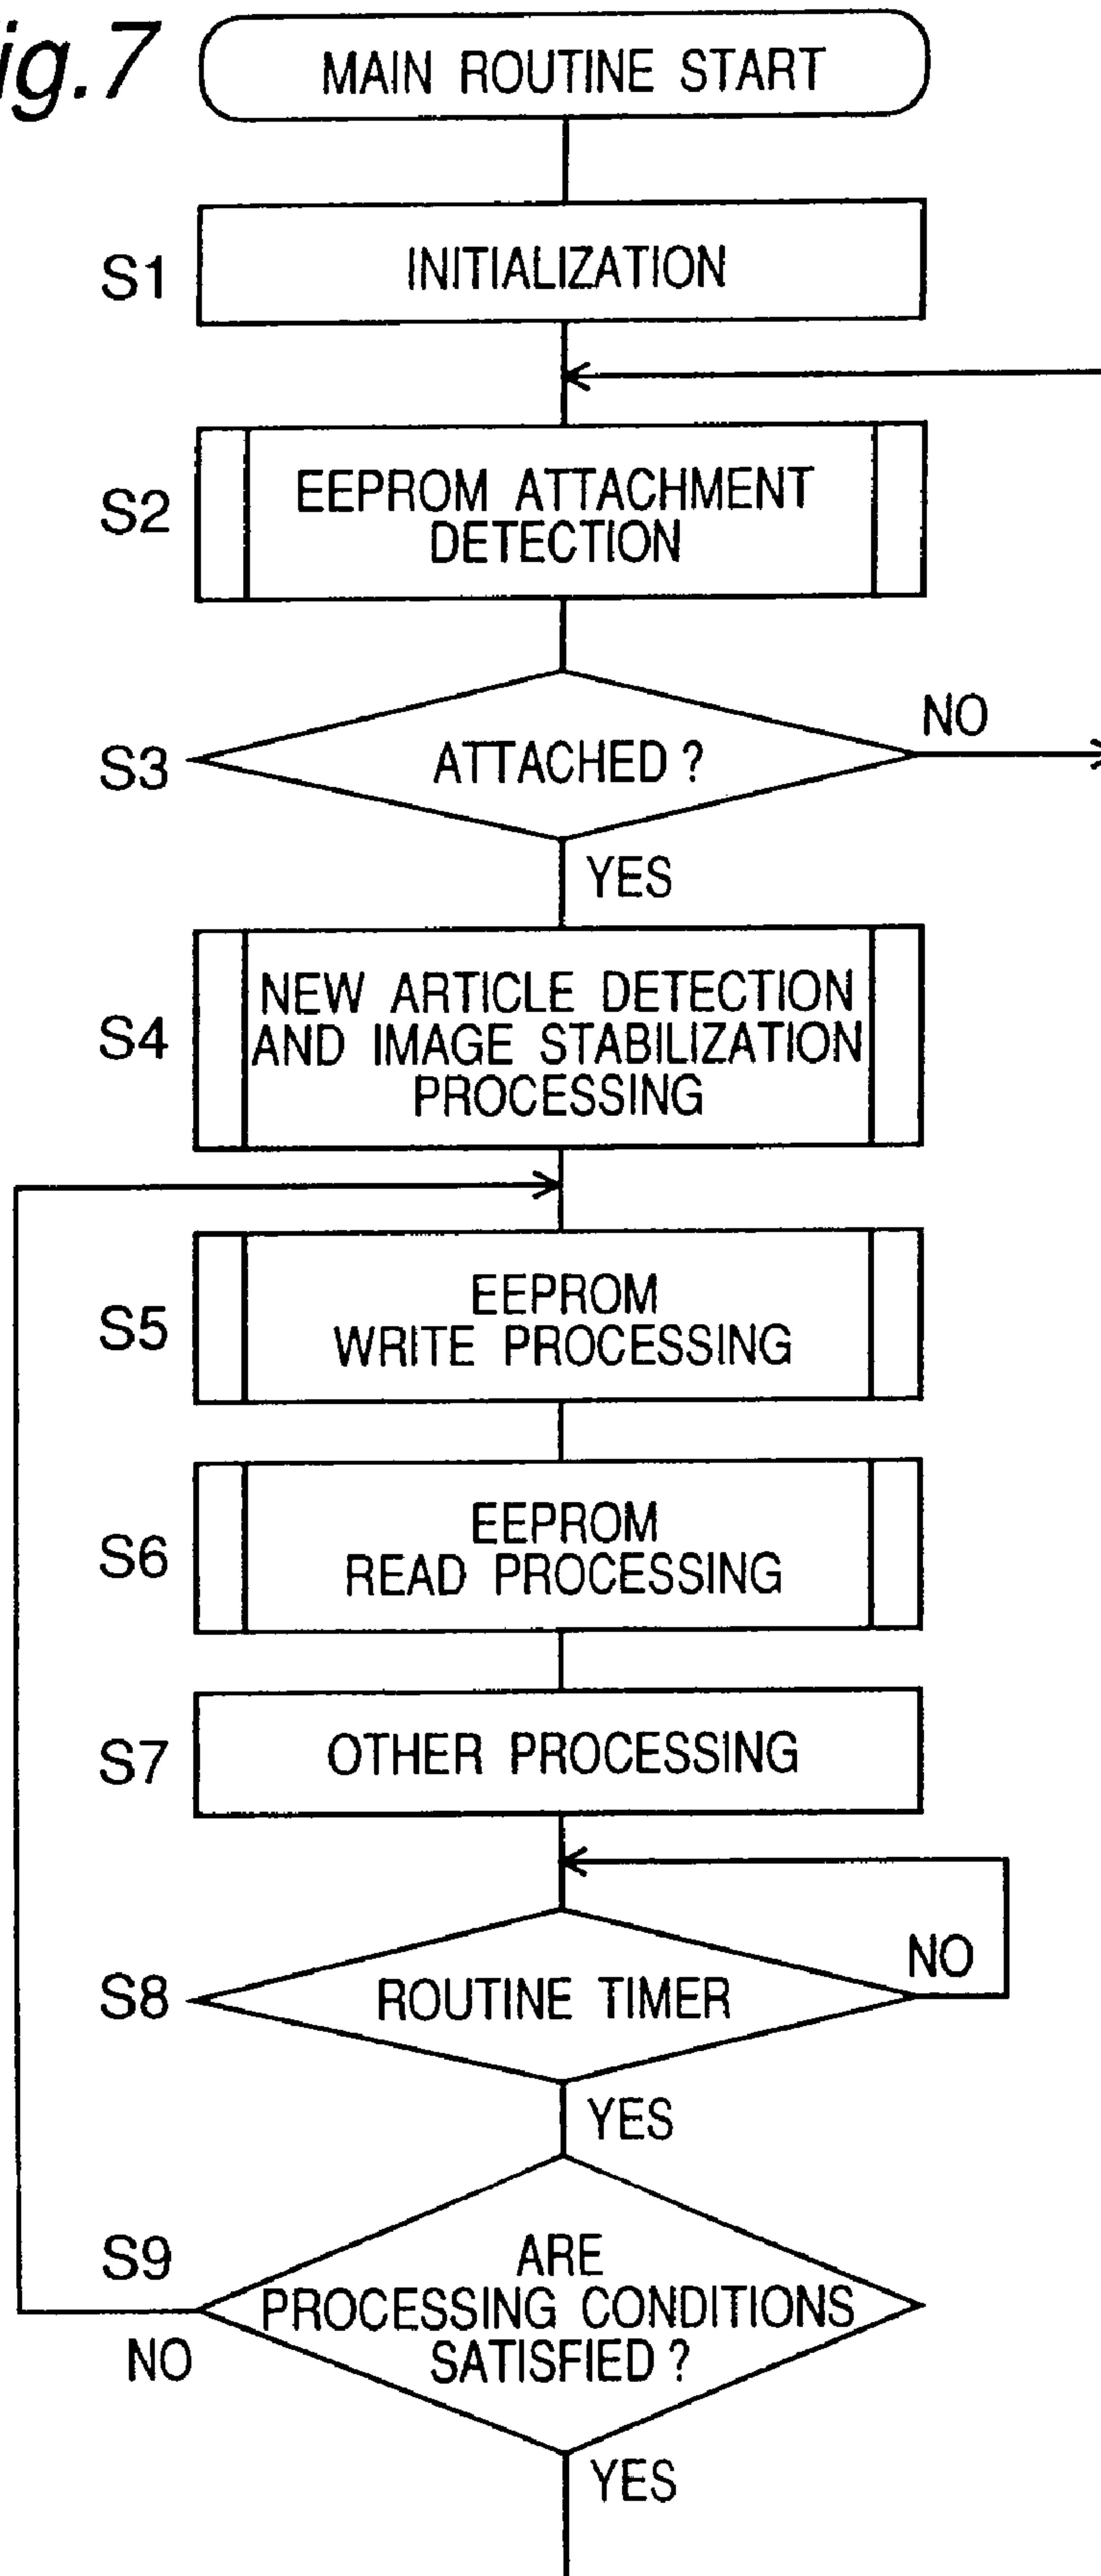 ig.7
MAIN ROUTINE START
S1
INITIALIZATION
S2
EEPROM ATTACHMENT
DETECTION
S3
ATTACHED ?
NO
YES
S4
NEW ARTICLE DETECTION
AND IMAGE STABILIZATION
PROCESSING
S5
EEPROM
WRITE PROCESSING
S6
EEPROM
READ PROCESSING
S7
OTHER PROCESSING
S8
ROUTINE TIMER
NO
YES
S9
ARE
PROCESSING CONDITIONS
SATISFIED ?
NO
YES